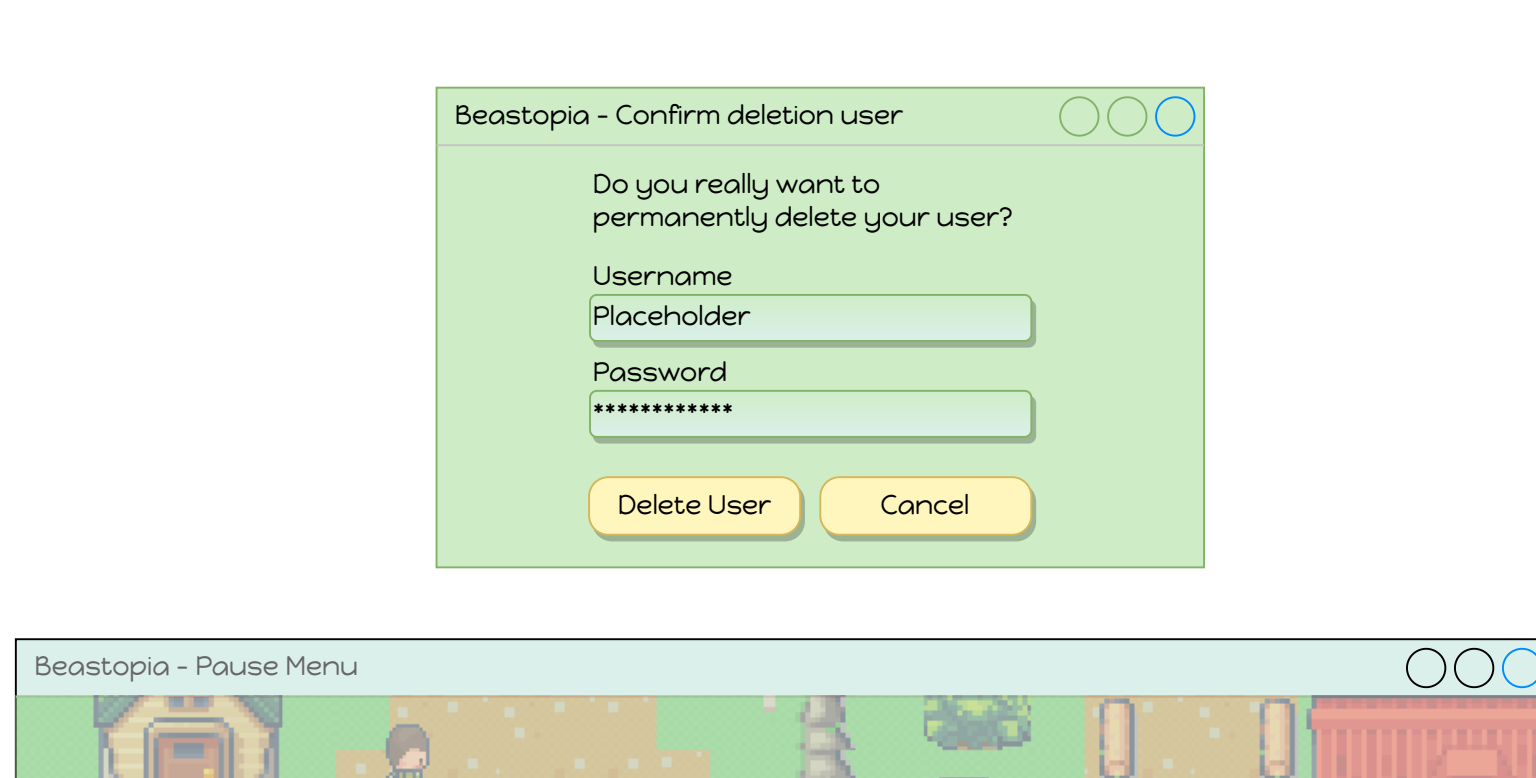 Beastopia - Confirm deletion user
Do you really want to
permanently delete your user?
Username
Placeholder
Password
************
Delete User
Cancel
Beastopia - Pause Menu